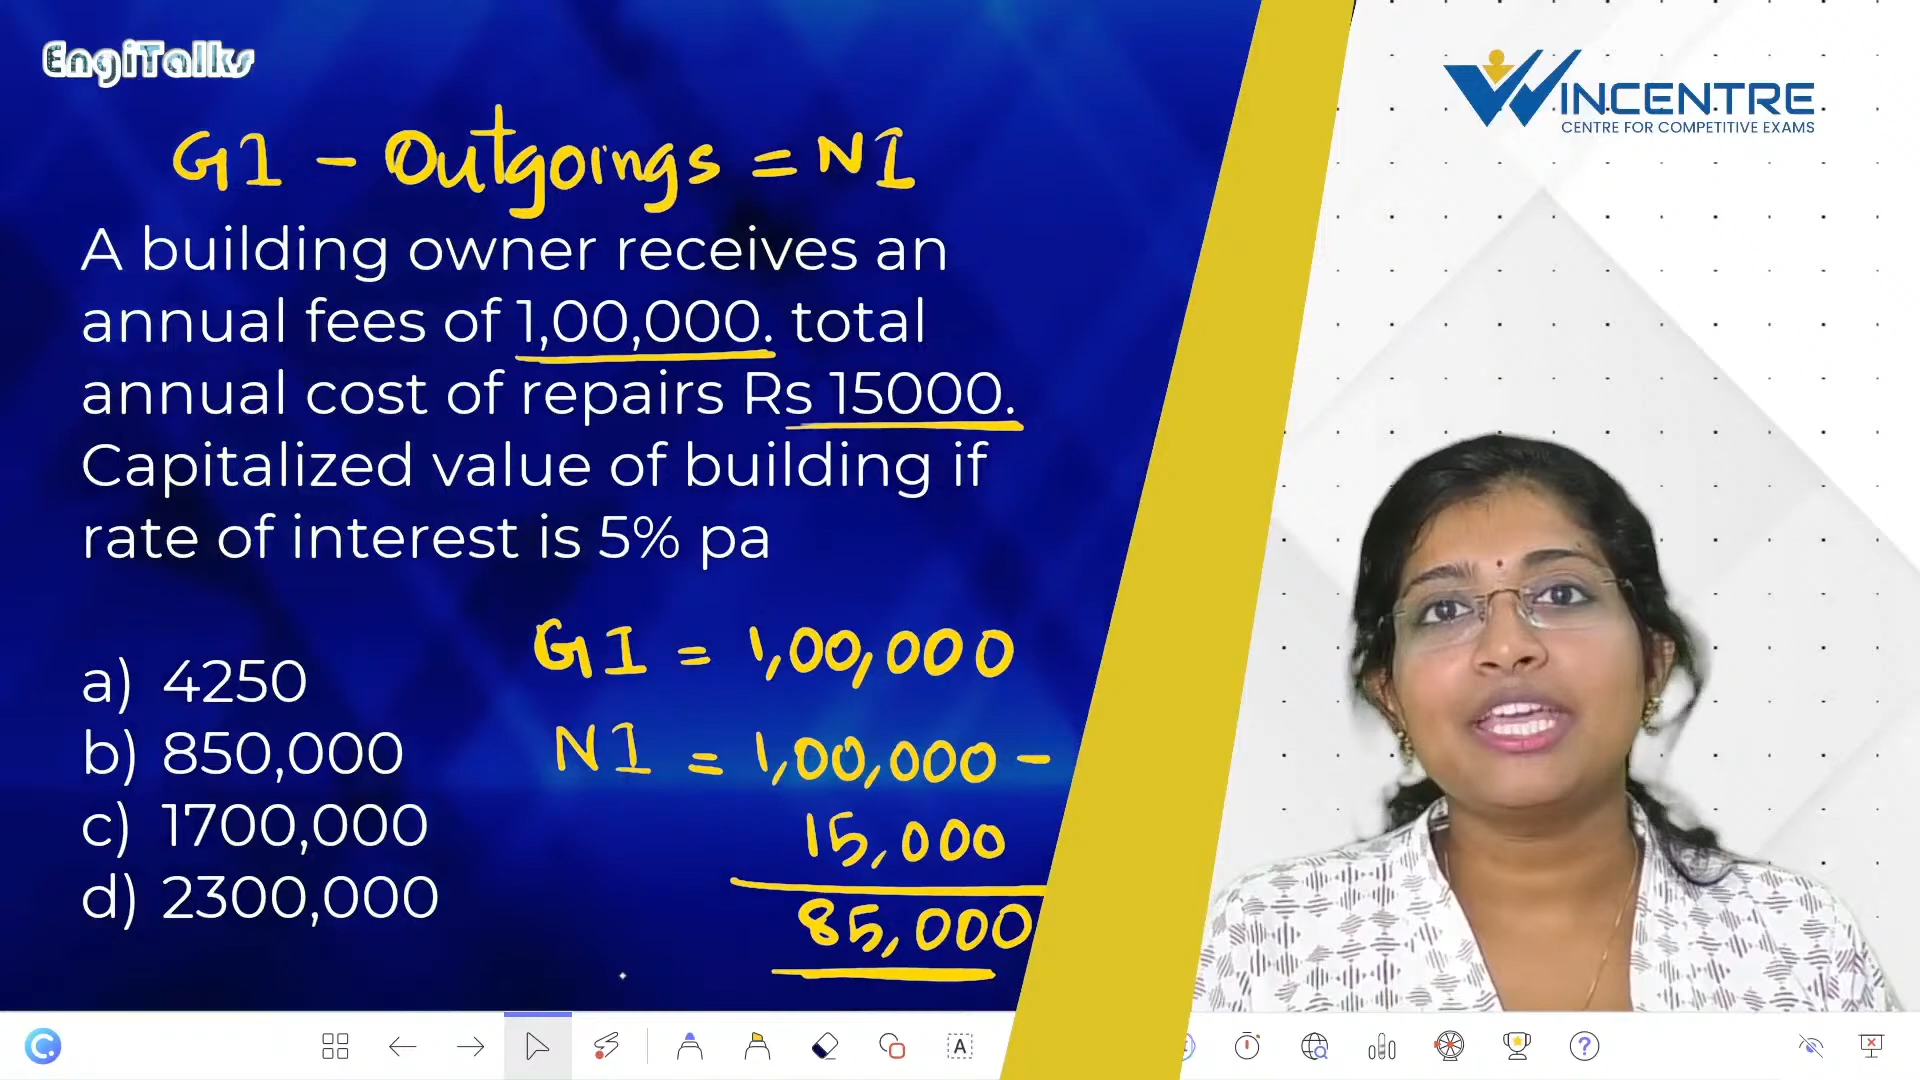 EngiTalks
WINCENTRE
CENTRE FOR COMPETITIVE EXAMS
GI - Outgoings = NI
A building owner receives an
annual fees of 1,00,000. total
annual cost of repairs Rs 15000.
Capitalized value of building if
rate of interest is 5% pa
a) 4250
b) 850,000
c) 1700,000
d) 2300,000
GI = 1,00,000
NI = 1,00,000 -
15,000
85,000